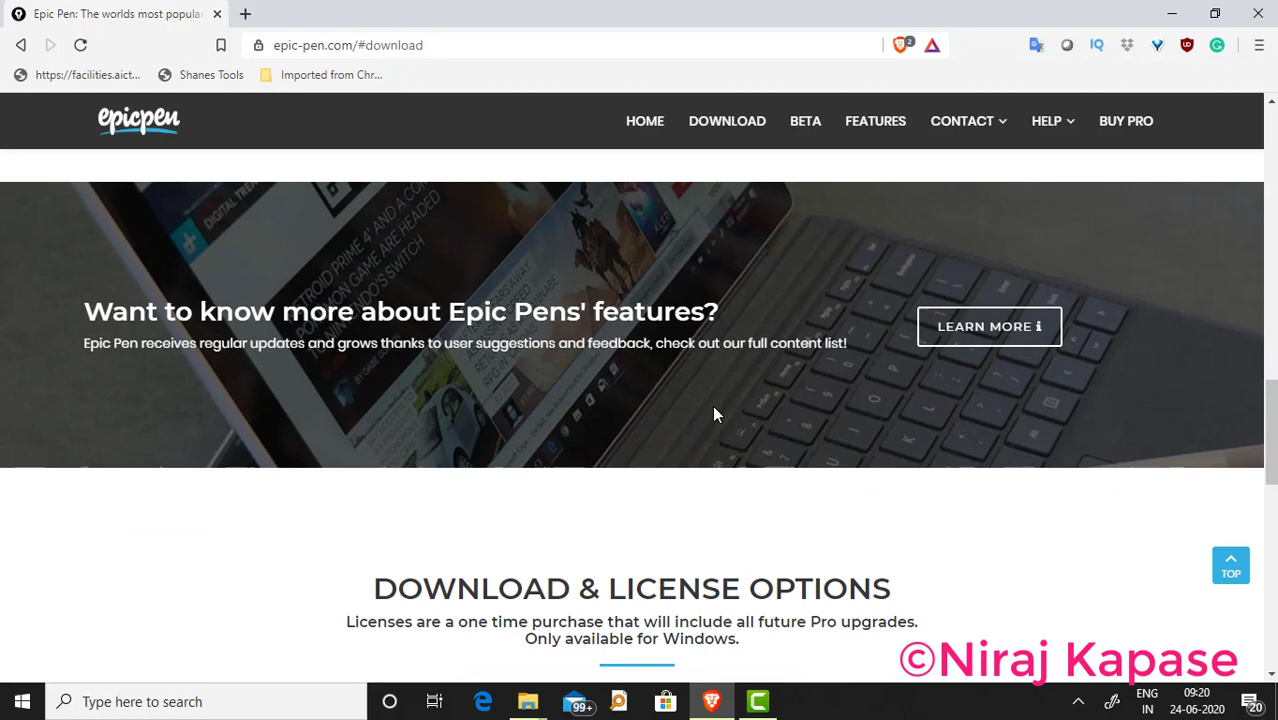 Epic Pen: The worlds most popula
epic-pen.com/#download
2
https://facilities.aict...
Shanes Tools
Imported from Chr...
epicpen
HOME
DOWNLOAD
BETA
FEATURES
CONTACT
HELP
BUY PRO
DIGITAL TREN
Want to know more about Epic Pens' features?
Epic Pen receives regular updates and grows thanks to user suggestions and feedback, check out our full content list!
LEARN MORE
TOP
DOWNLOAD & LICENSE OPTIONS
Licenses are a one time purchase that will include all future Pro upgrades.
Only available for Windows.
©Niraj Kapase
Type here to search
99+
ENG
IN
09:20
24-06-2020
20